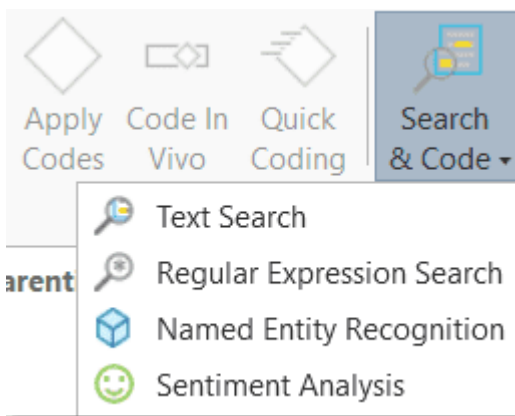 Apply Code In Quick Search
Codes Vivo Coding & Code
Text Search
arent
Regular Expression Search
Named Entity Recognition
Sentiment Analysis